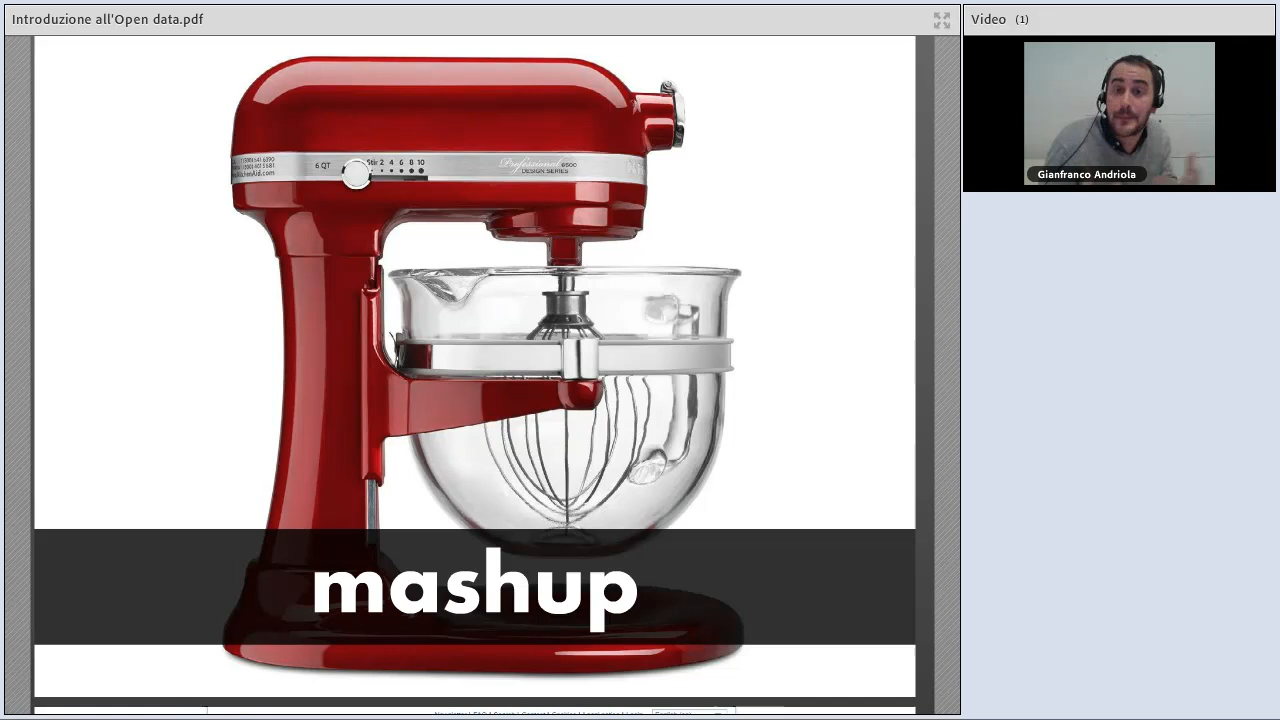 Introduzione all'Open data.pdf
Video (1)
Gianfranco Andriola
6 QT
Stir 2 4 6 8 10
Professional 6500
DESIGN SERIES
mashup